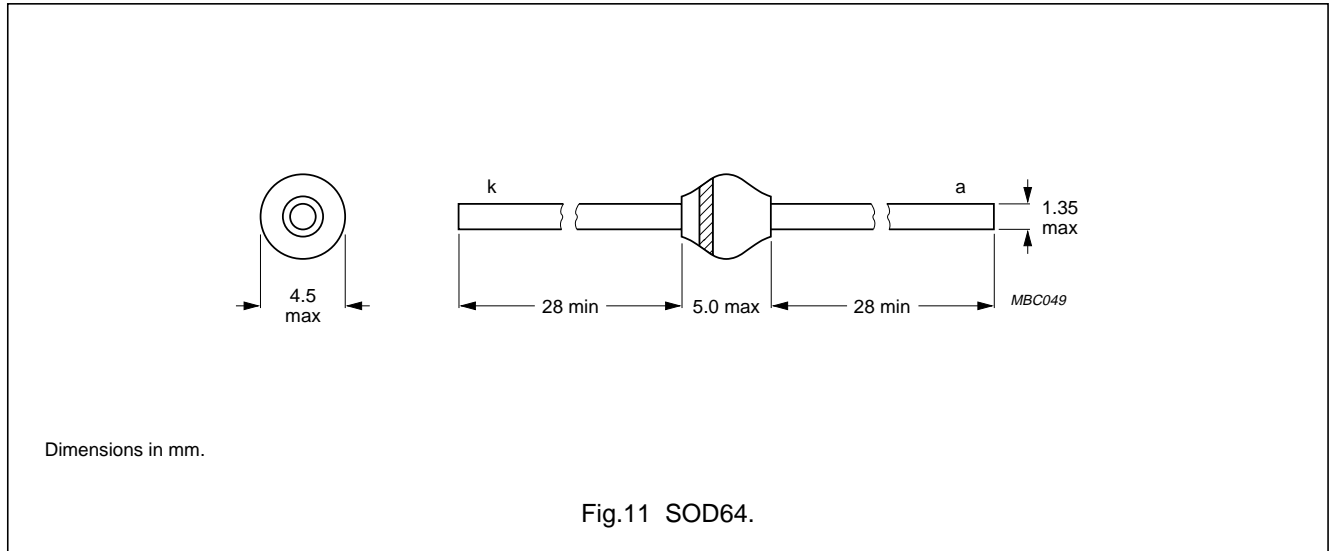 k
a
1.35
max
4.5
max
28 min
5.0 max
28 min
MBC049
Dimensions in mm.
Fig.11 SOD64.